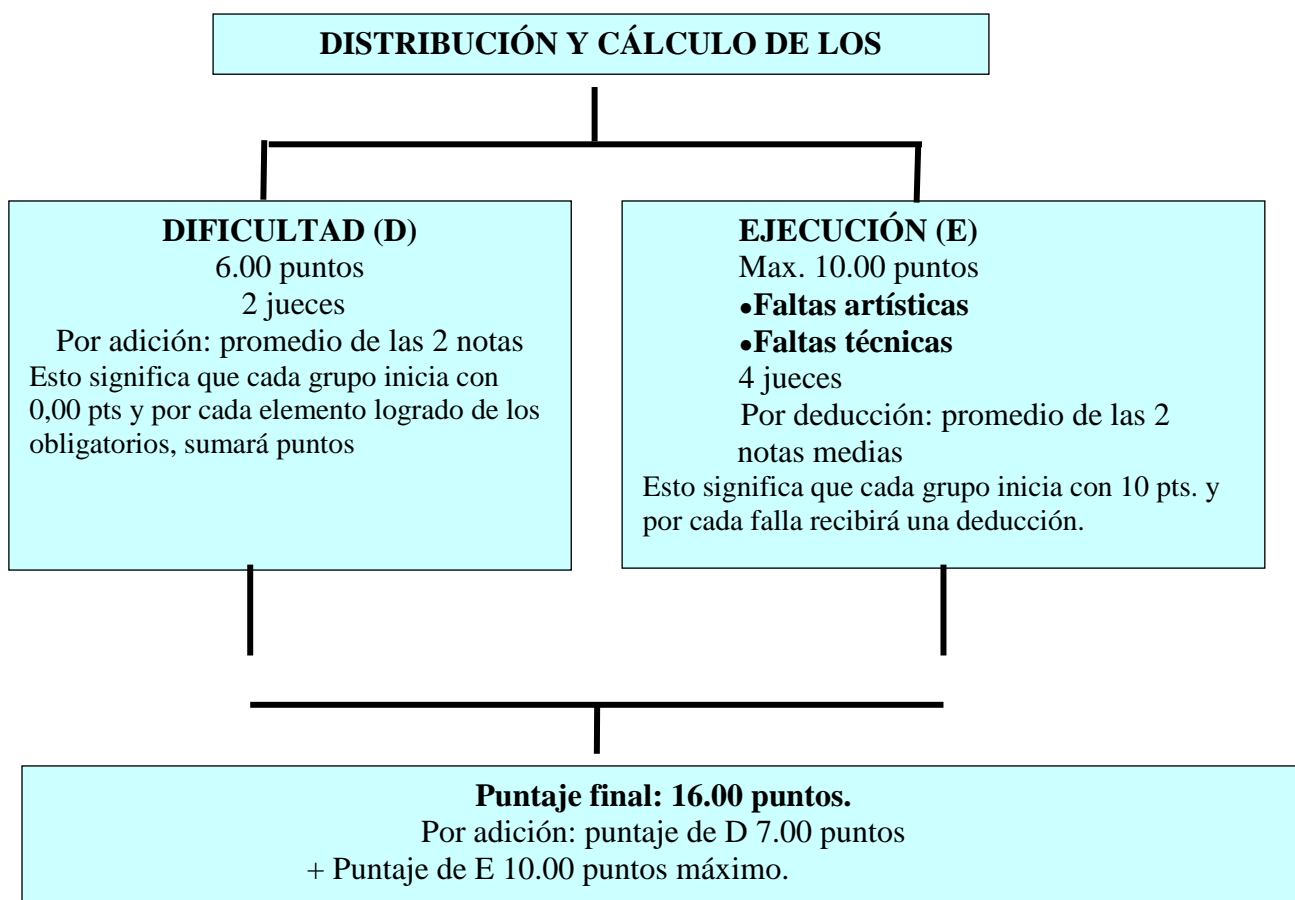 DISTRIBUCIÓN Y CÁLCULO DE LOS
DIFICULTAD (D)
6.00 puntos
2 jueces
Por adición: promedio de las 2 notas
Esto significa que cada grupo inicia con
0,00 pts y por cada elemento logrado de los
obligatorios, sumará puntos
EJECUCIÓN (E)
Max. 10.00 puntos
●Faltas artísticas
●Faltas técnicas
4 jueces
Por deducción: promedio de las 2
notas medias
Esto significa que cada grupo inicia con 10 pts. y
por cada falla recibirá una deducción.
Puntaje final: 16.00 puntos.
Por adición: puntaje de D 7.00 puntos
+ Puntaje de E 10.00 puntos máximo.